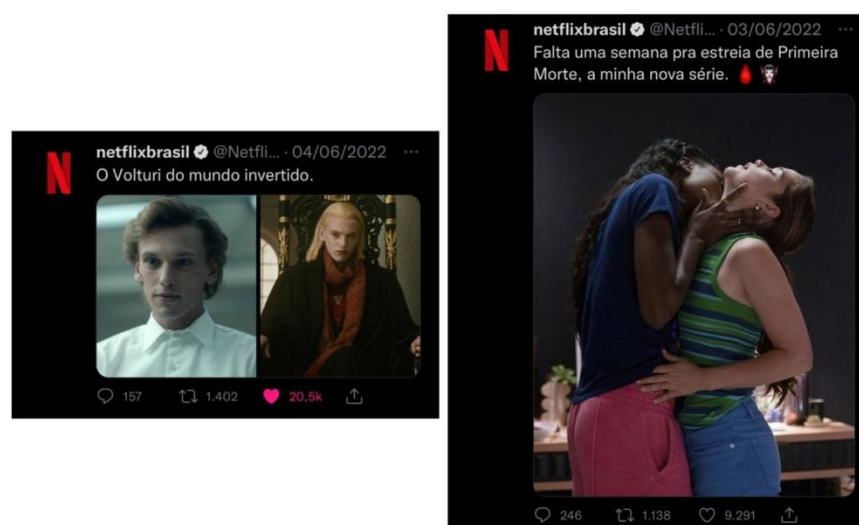 netflixbrasil @Netfli... · 04/06/2022 ...
O Volturi do mundo invertido.
157 1.402 20,5k
netflixbrasil @Netfli... · 03/06/2022 ...
Falta uma semana pra estreia de Primeira
Morte, a minha nova série.
246 1.138 9.291